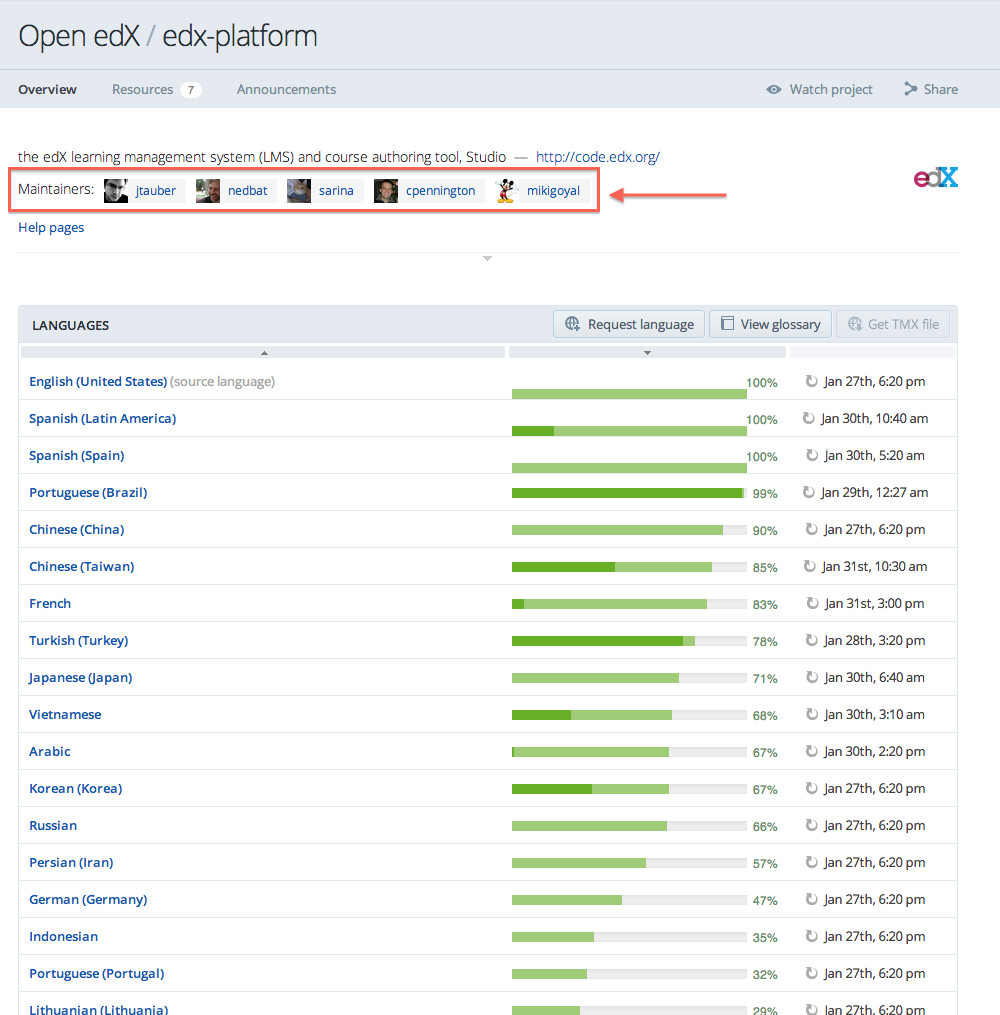 Open edX / edx-platform
Overview Resources 7 Announcements Watch project Share
the edX learning management system (LMS) and course authoring tool, Studio — http://code.edx.org/
Maintainers: jtauber nedbat sarina cpennington mikigoyal
edX
Help pages
LANGUAGES Request language View glossary Get TMX file
English (United States) (source language) 100% Jan 27th, 6:20 pm
Spanish (Latin America) 100% Jan 30th, 10:40 am
Spanish (Spain) 100% Jan 30th, 5:20 am
Portuguese (Brazil) 99% Jan 29th, 12:27 am
Chinese (China) 90% Jan 27th, 6:20 pm
Chinese (Taiwan) 85% Jan 31st, 10:30 am
French 83% Jan 31st, 3:00 pm
Turkish (Turkey) 78% Jan 28th, 3:20 pm
Japanese (Japan) 71% Jan 30th, 6:40 am
Vietnamese 68% Jan 30th, 3:10 am
Arabic 67% Jan 30th, 2:20 pm
Korean (Korea) 67% Jan 27th, 6:20 pm
Russian 66% Jan 27th, 6:20 pm
Persian (Iran) 57% Jan 27th, 6:20 pm
German (Germany) 47% Jan 27th, 6:20 pm
Indonesian 35% Jan 27th, 6:20 pm
Portuguese (Portugal) 32% Jan 27th, 6:20 pm
Lithuanian (Lithuania) 29% Jan 27th, 6:20 pm